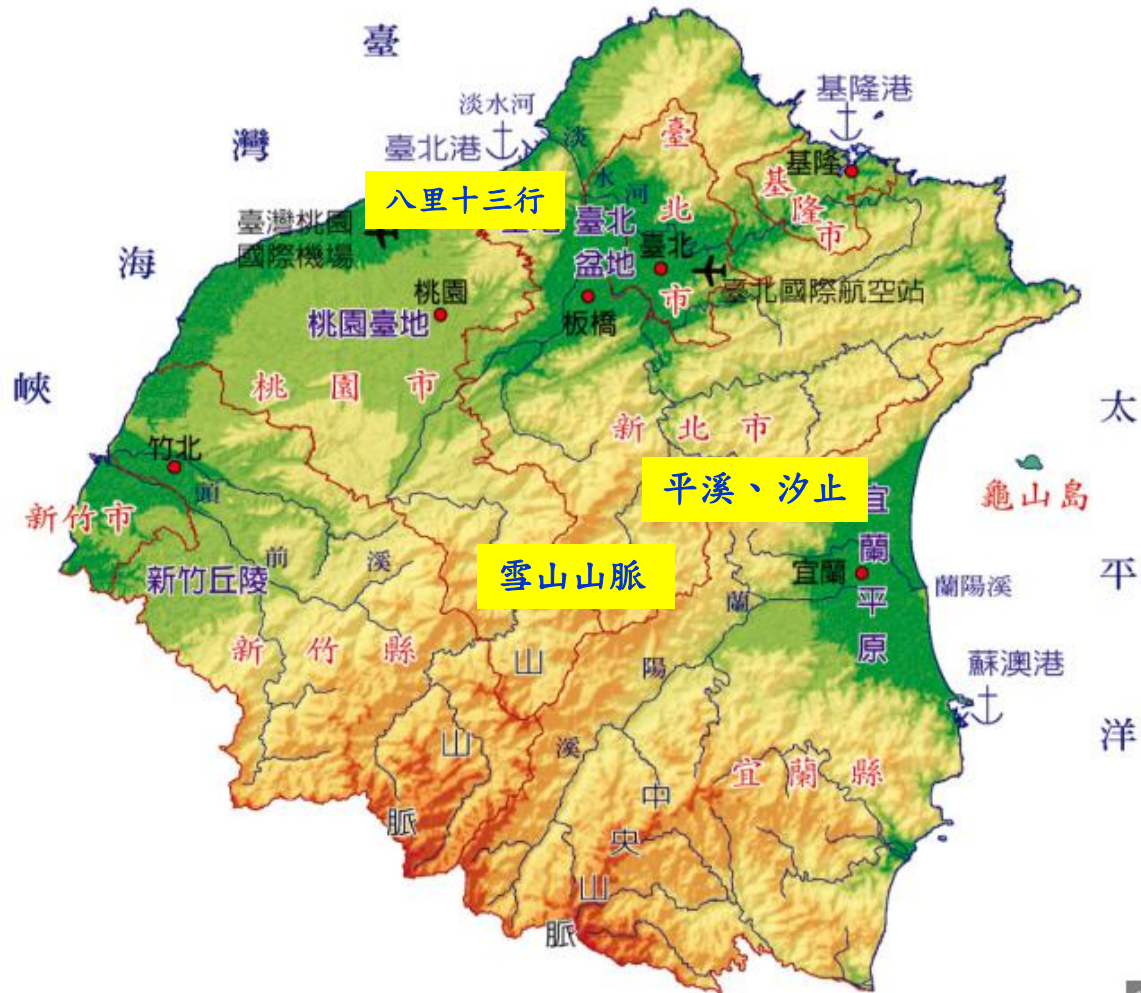 臺灣海峽
淡水河
臺北港
淡水河
基隆港
基隆
基隆市
臺北市
八里十三行
臺灣桃園
國際機場
臺北
盆地
臺北
臺北國際航空站
板橋
桃園
桃園臺地
桃園市
新北市
竹北
新竹市
頭前溪
新竹丘陵
新竹縣
平溪、汐止
雪山山脈
山山脈
宜蘭平原
宜蘭
蘭陽溪
蘭陽溪
龜山島
太平洋
蘇澳港
宜蘭縣
中央山脈